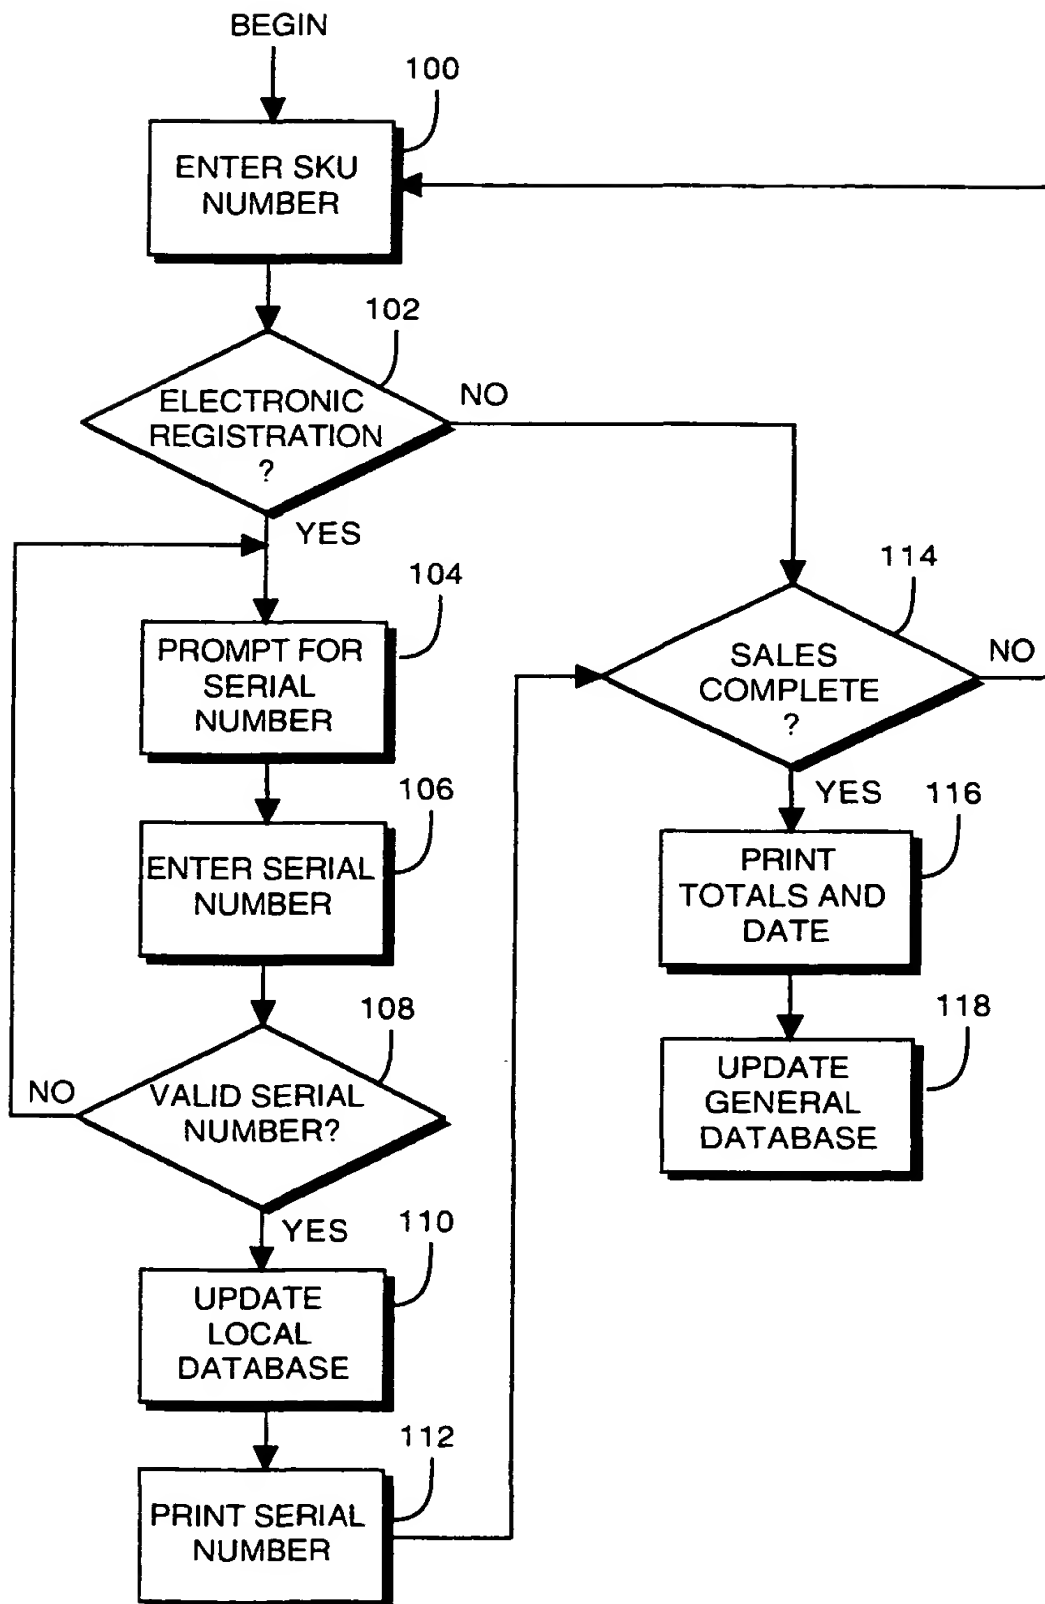 BEGIN
100
ENTER SKU
NUMBER
102
ELECTRONIC
REGISTRATION
?
NO
YES
104
PROMPT FOR
SERIAL
NUMBER
106
ENTER SERIAL
NUMBER
108
VALID SERIAL
NUMBER?
NO
YES
110
UPDATE
LOCAL
DATABASE
112
PRINT SERIAL
NUMBER
114
SALES
COMPLETE
?
NO
YES
116
PRINT
TOTALS AND
DATE
118
UPDATE
GENERAL
DATABASE